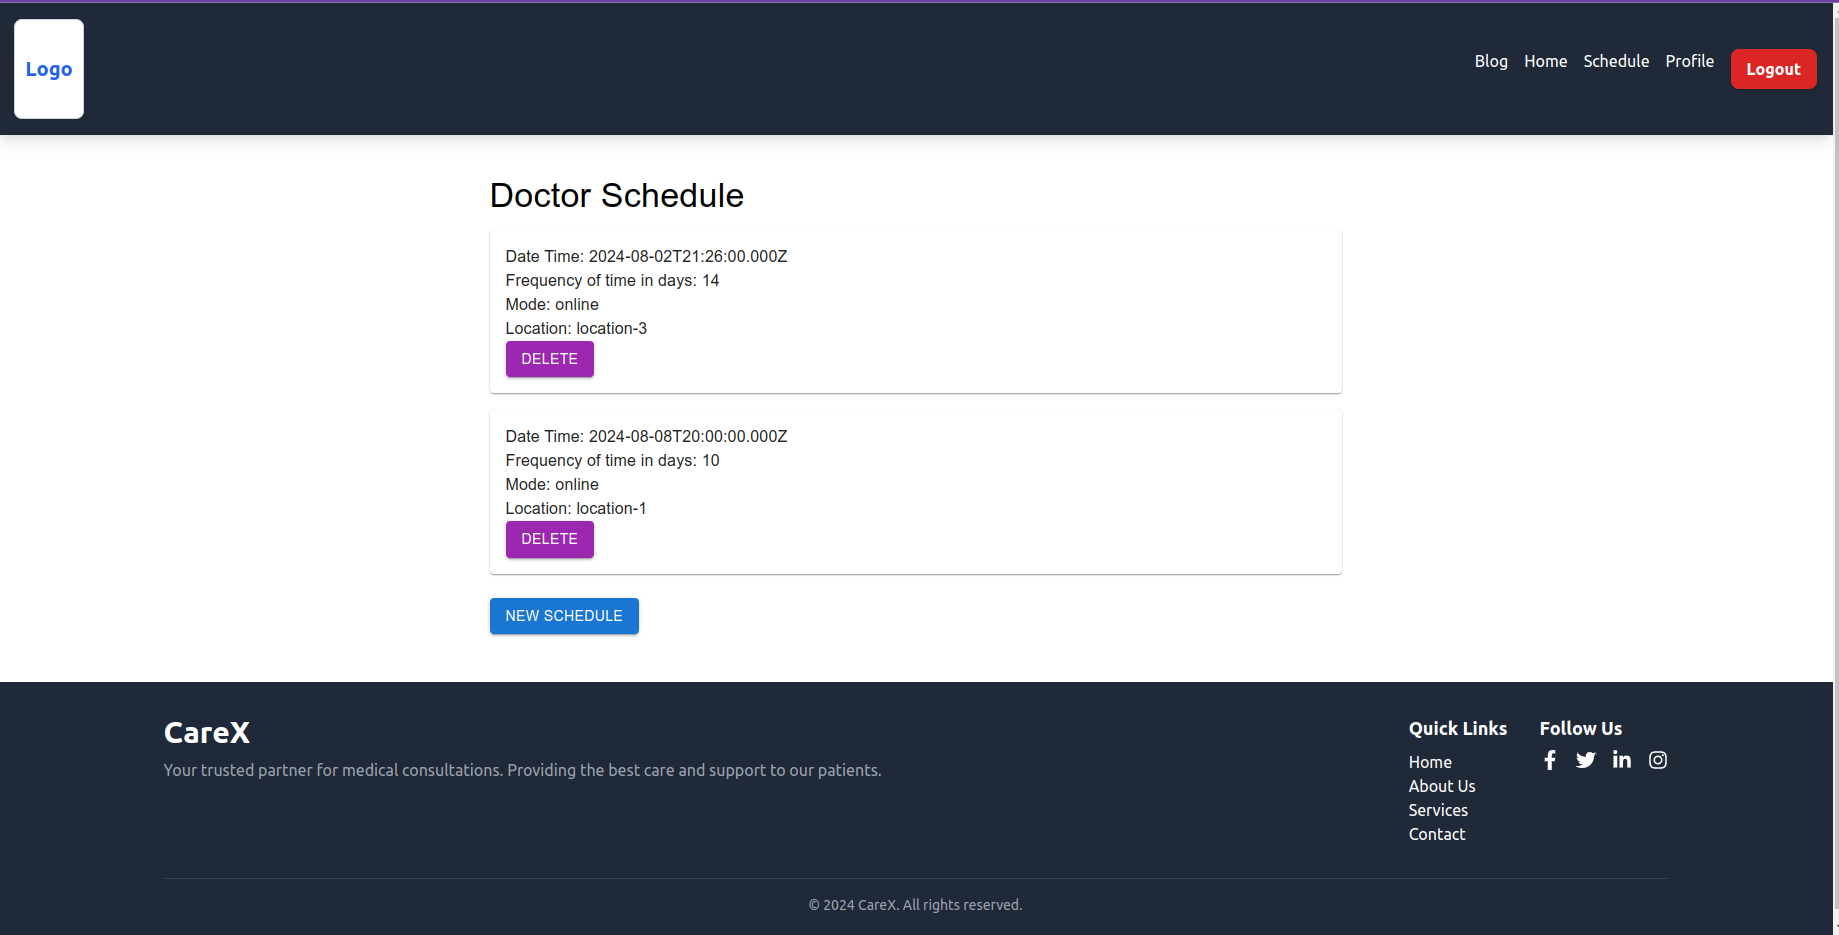 Logo
Blog Home Schedule Profile Logout
Doctor Schedule
Date Time: 2024-08-02T21:26:00.000Z
Frequency of time in days: 14
Mode: online
Location: location-3
DELETE
Date Time: 2024-08-08T20:00:00.000Z
Frequency of time in days: 10
Mode: online
Location: location-1
DELETE
NEW SCHEDULE
CareX
Your trusted partner for medical consultations. Providing the best care and support to our patients.
Quick Links
Home
About Us
Services
Contact
Follow Us
© 2024 CareX. All rights reserved.